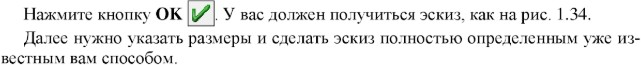 Нажмите кнопку OK . У вас должен получиться эскиз, как на рис. 1.34.
Далее нужно указать размеры и сделать эскиз полностью определенным уже из-
вестным вам способом.